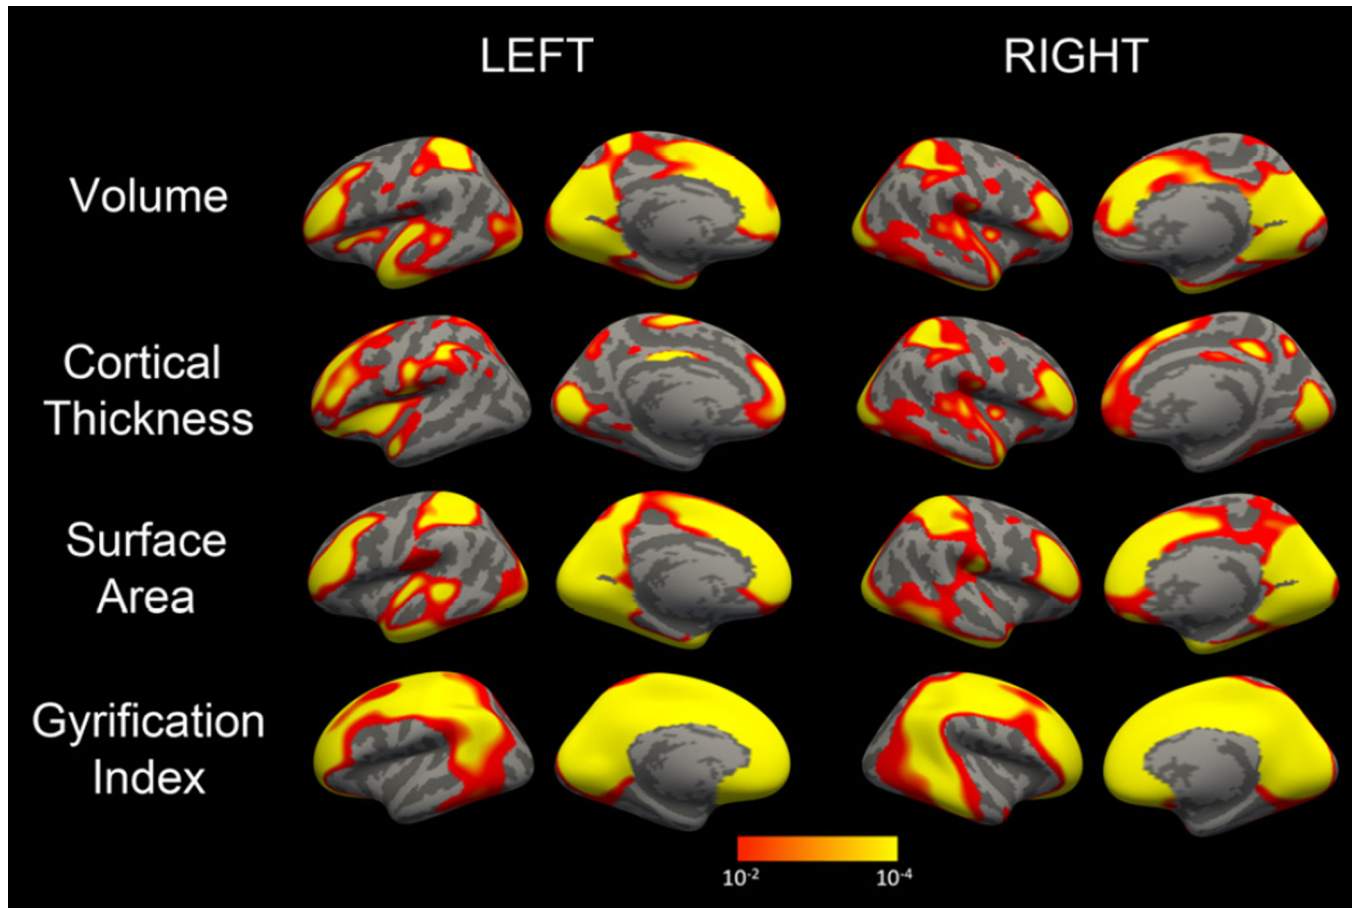 LEFT RIGHT
Volume
Cortical
Thickness
Surface
Area
Gyrification
Index
10⁻² 10⁻⁴